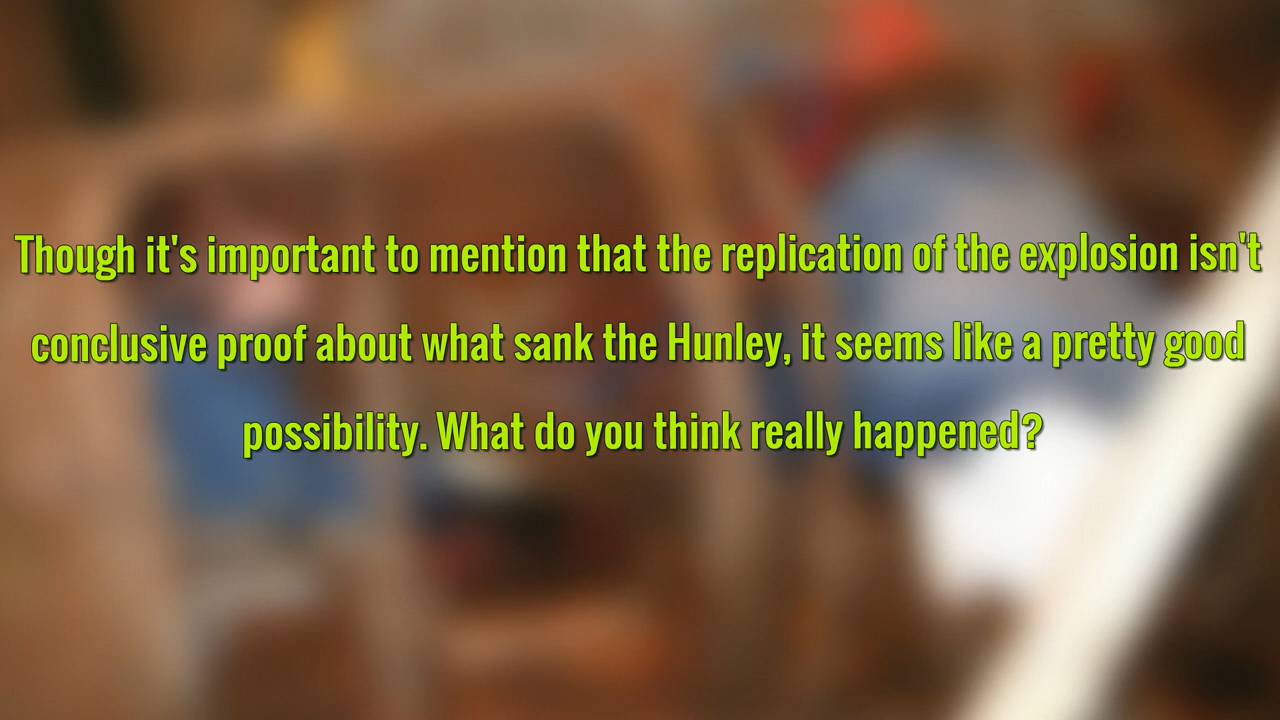 Though it's important to mention that the replication of the explosion isn't
conclusive proof about what sank the Hunley, it seems like a pretty good
possibility. What do you think really happened?